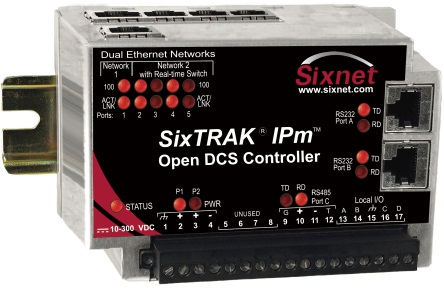 Dual Ethernet Networks
Network 1
Network 2
with Real-time Switch
100
100
ACT/
LNK
ACT/
LNK
Ports: 1 2 3 4 5
Sixnet
www.sixnet.com
RS232
Port A
TD
RD
SixTRAK® IPm™
Open DCS Controller
RS232
Port B
TD
RD
STATUS
P1 P2
PWR
TD RD
RS485
Port C
Local I/O
10-300 VDC
+ - + -
UNUSED
G + - T A B C D
1 2 3 4 5 6 7 8 9 10 11 12 13 14 15 16 17